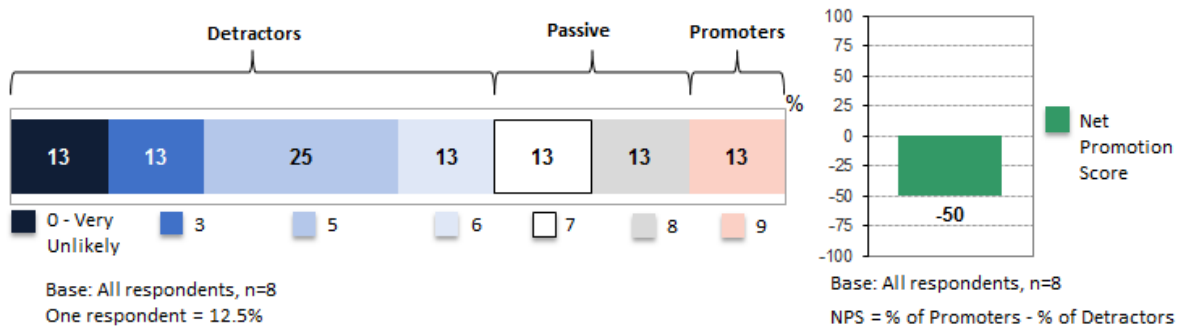 Detractors
Passive
Promoters
%
13
13
25
13
13
13
13
0 - Very
Unlikely
3
5
6
7
8
9
Base: All respondents, n=8
One respondent = 12.5%
100
75
50
25
0
-25
-50
-75
-100
-50
Net
Promotion
Score
Base: All respondents, n=8
NPS = % of Promoters - % of Detractors